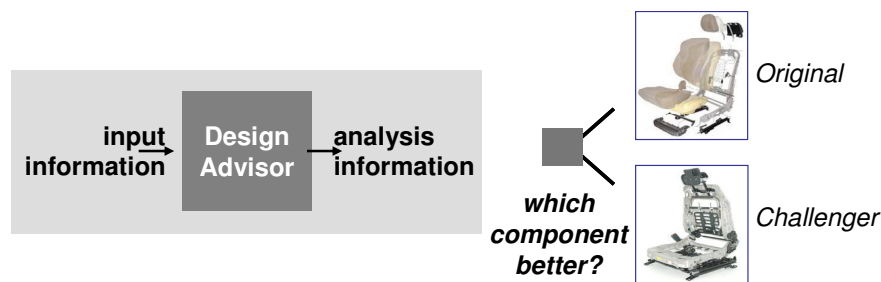 input
information
Design
Advisor
analysis
information
which
component
better?
Original
Challenger